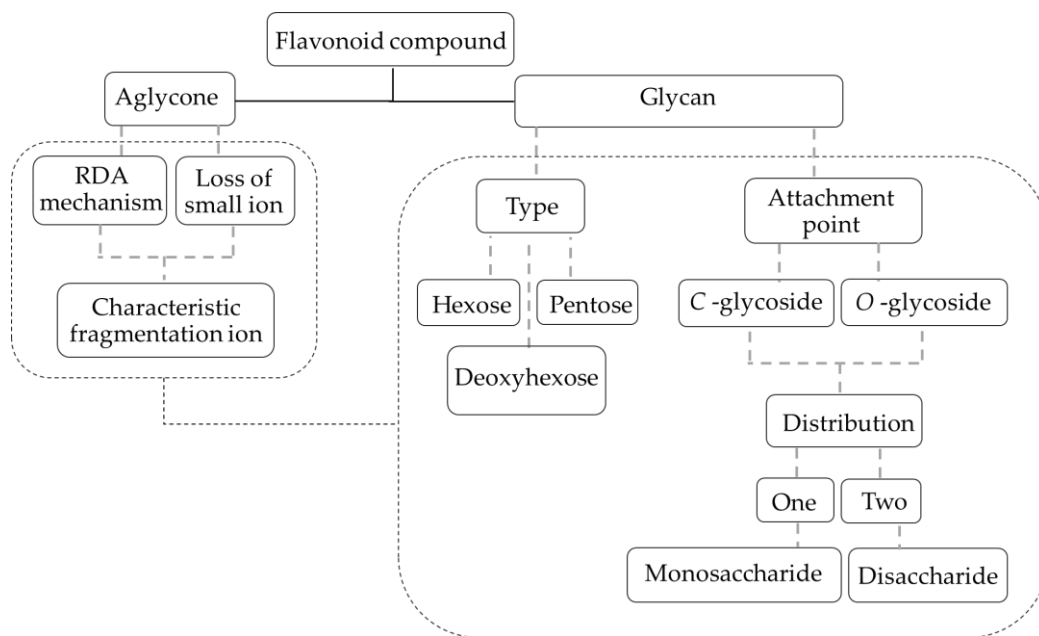 Flavonoid compound
Aglycone
Glycan
RDA
mechanism
Loss of
small ion
Characteristic
fragmentation ion
Type
Attachment
point
Hexose
Pentose
Deoxyhexose
C -glycoside
O -glycoside
Distribution
One
Two
Monosaccharide
Disaccharide